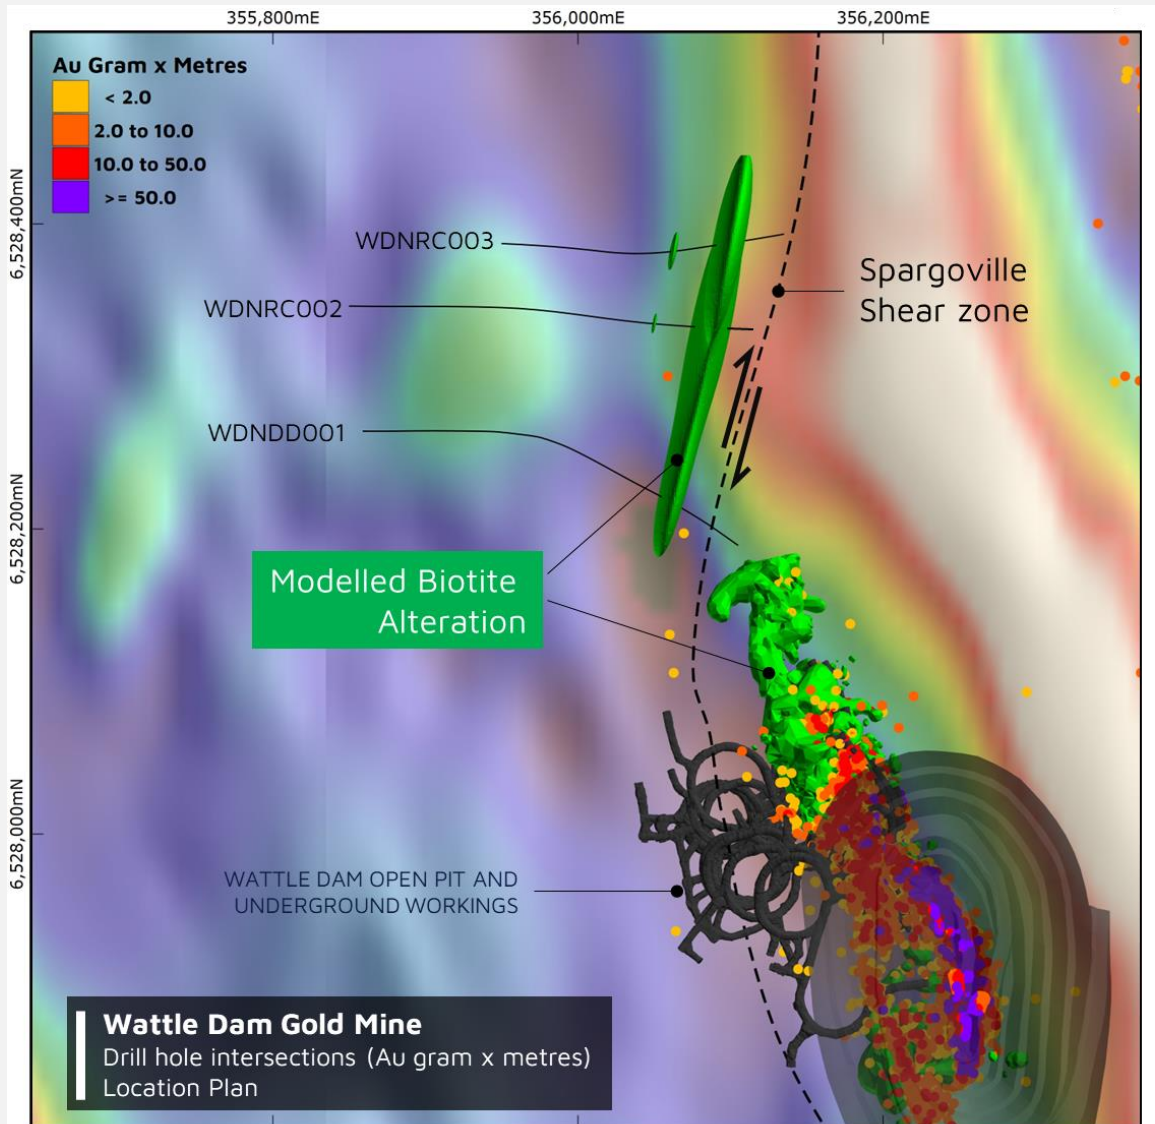 355,800mE
356,000mE
356,200mE
Au Gram x Metres
< 2.0
2.0 to 10.0
10.0 to 50.0
>= 50.0
6,528,400mN
WDNRC003
Spargoville
Shear zone
WDNRC002
WDNDD001
6,528,200mN
Modelled Biotite
Alteration
6,528,000mN
WATTLE DAM OPEN PIT AND
UNDERGROUND WORKINGS
Wattle Dam Gold Mine
Drill hole intersections (Au gram x metres)
Location Plan